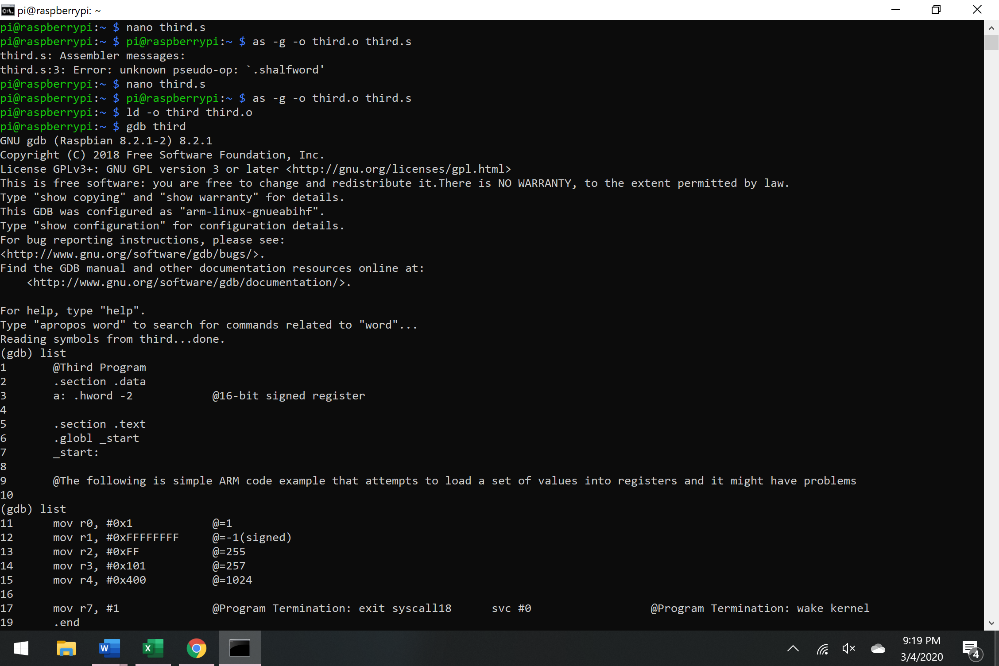 pi@raspberrypi: ~
pi@raspberrypi:~ $ nano third.s
pi@raspberrypi:~ $ pi@raspberrypi:~ $ as -g -o third.o third.s
third.s: Assembler messages:
third.s:3: Error: unknown pseudo-op: `.shalfword'
pi@raspberrypi:~ $ nano third.s
pi@raspberrypi:~ $ pi@raspberrypi:~ $ as -g -o third.o third.s
pi@raspberrypi:~ $ ld -o third third.o
pi@raspberrypi:~ $ gdb third
GNU gdb (Raspbian 8.2.1-2) 8.2.1
Copyright (C) 2018 Free Software Foundation, Inc.
License GPLv3+: GNU GPL version 3 or later <http://gnu.org/licenses/gpl.html>
This is free software: you are free to change and redistribute it.There is NO WARRANTY, to the extent permitted by law.
Type "show copying" and "show warranty" for details.
This GDB was configured as "arm-linux-gnueabihf".
Type "show configuration" for configuration details.
For bug reporting instructions, please see:
<http://www.gnu.org/software/gdb/bugs/>.
Find the GDB manual and other documentation resources online at:
    <http://www.gnu.org/software/gdb/documentation/>.

For help, type "help".
Type "apropos word" to search for commands related to "word"...
Reading symbols from third...done.
(gdb) list
1       @Third Program
2       .section .data
3       a: .hword -2            @16-bit signed register
4
5       .section .text
6       .globl _start
7       _start:
8
9       @The following is simple ARM code example that attempts to load a set of values into registers and it might have problems
10
(gdb) list
11      mov r0, #0x1            @=1
12      mov r1, #0xFFFFFFFF     @=-1(signed)
13      mov r2, #0xFF           @=255
14      mov r3, #0x101          @=257
15      mov r4, #0x400          @=1024
16
17      mov r7, #1              @Program Termination: exit syscall18      svc #0                  @Program Termination: wake kernel
19      .end
9:19 PM
3/4/2020
4